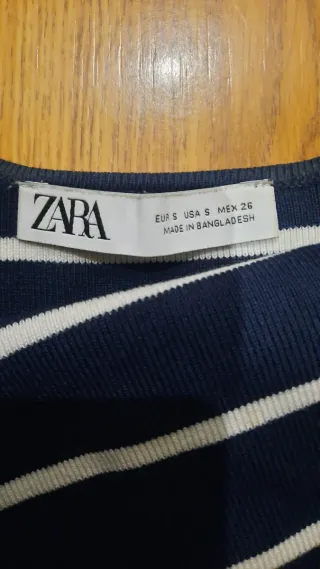 ZARA
EUR S USA S MEX 26
MADE IN BANGLADESH